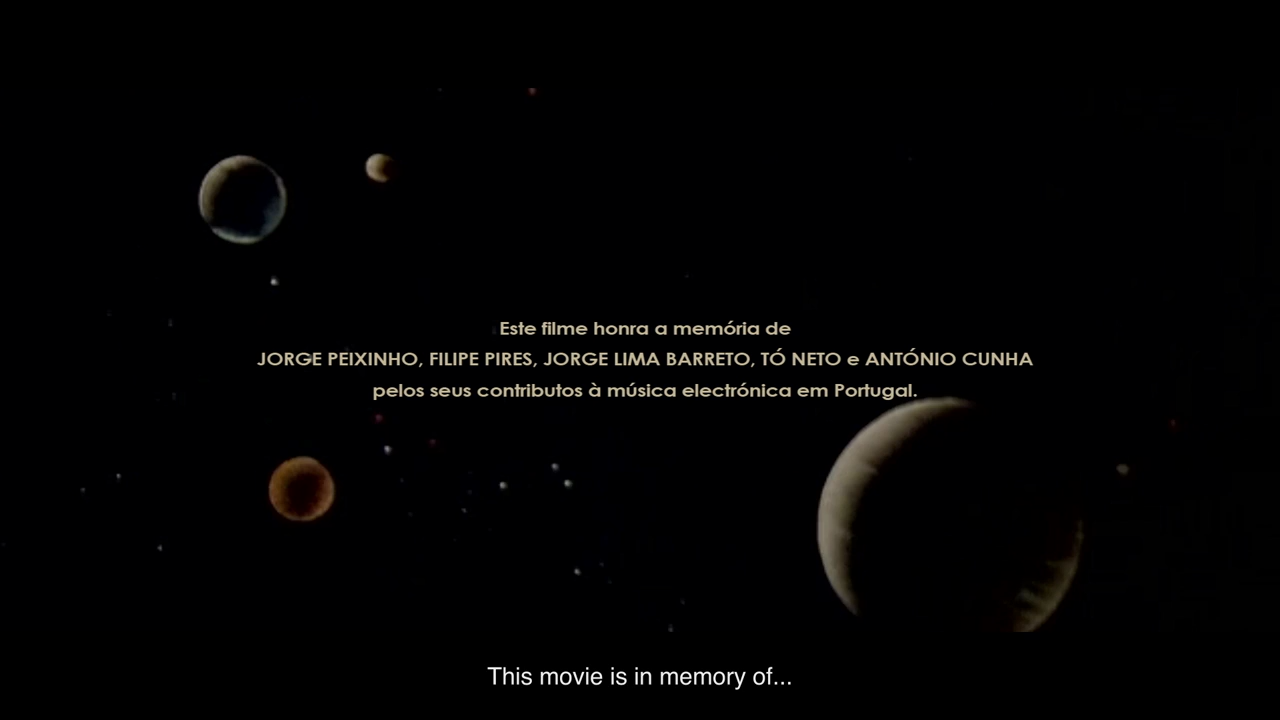 Este filme honra a memória de
JORGE PEIXINHO, FILIPE PIRES, JORGE LIMA BARRETO, TÓ NETO e ANTÓNIO CUNHA
pelos seus contributos à música electrónica em Portugal.
This movie is in memory of...